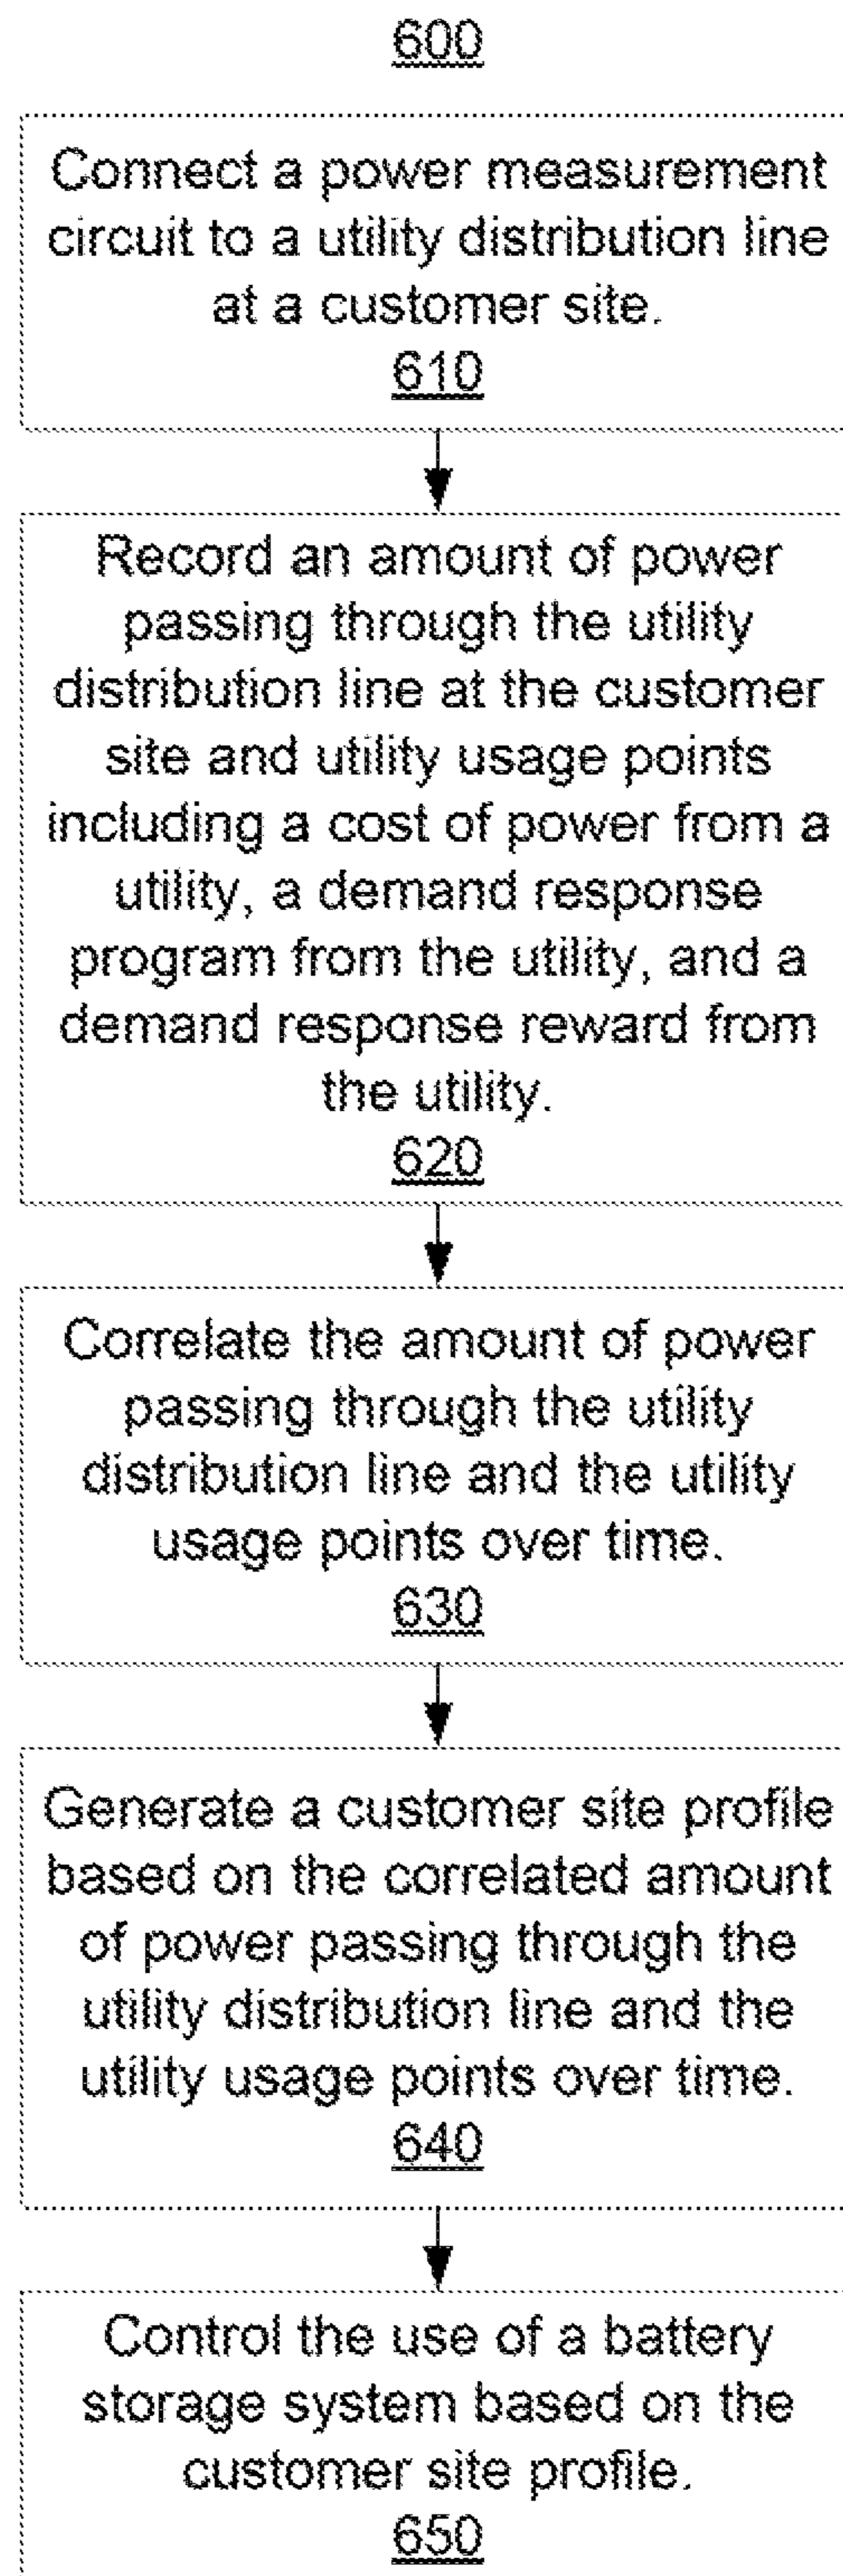 600
Connect a power measurement
circuit to a utility distribution line
at a customer site.
610
Record an amount of power
passing through the utility
distribution line at the customer
site and utility usage points
including a cost of power from a
utility, a demand response
program from the utility, and a
demand response reward from
the utility.
620
Correlate the amount of power
passing through the utility
distribution line and the utility
usage points over time.
630
Generate a customer site profile
based on the correlated amount
of power passing through the
utility distribution line and the
utility usage points over time.
640
Control the use of a battery
storage system based on the
customer site profile.
650